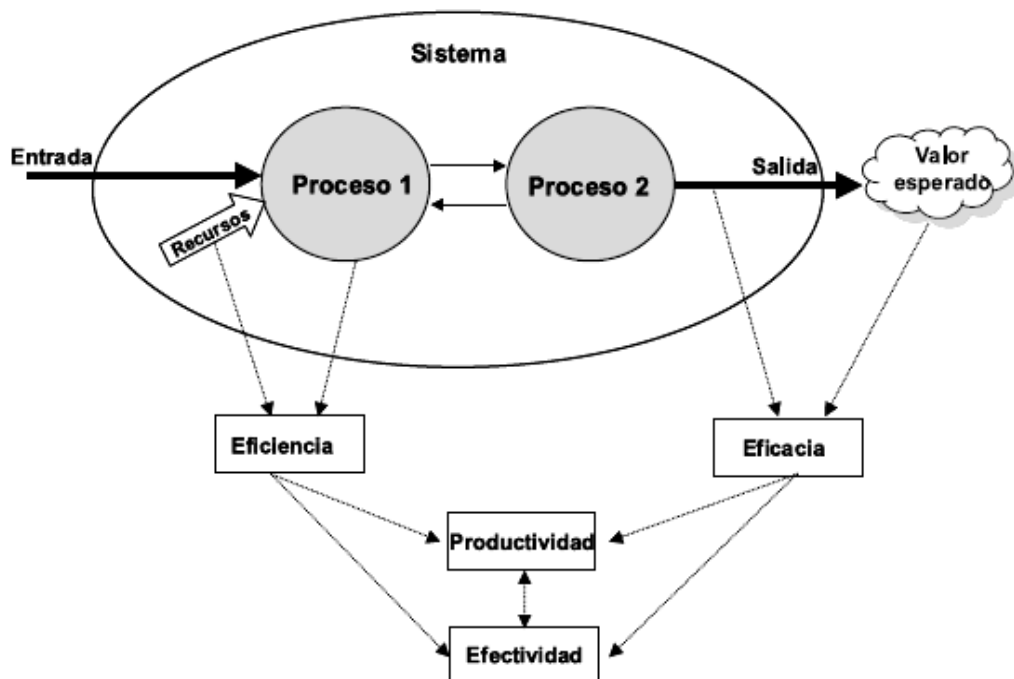 Sistema
Entrada
Proceso 1
Proceso 2
Salida
Valor
esperado
Recursos
Eficiencia
Eficacia
Productividad
Efectividad